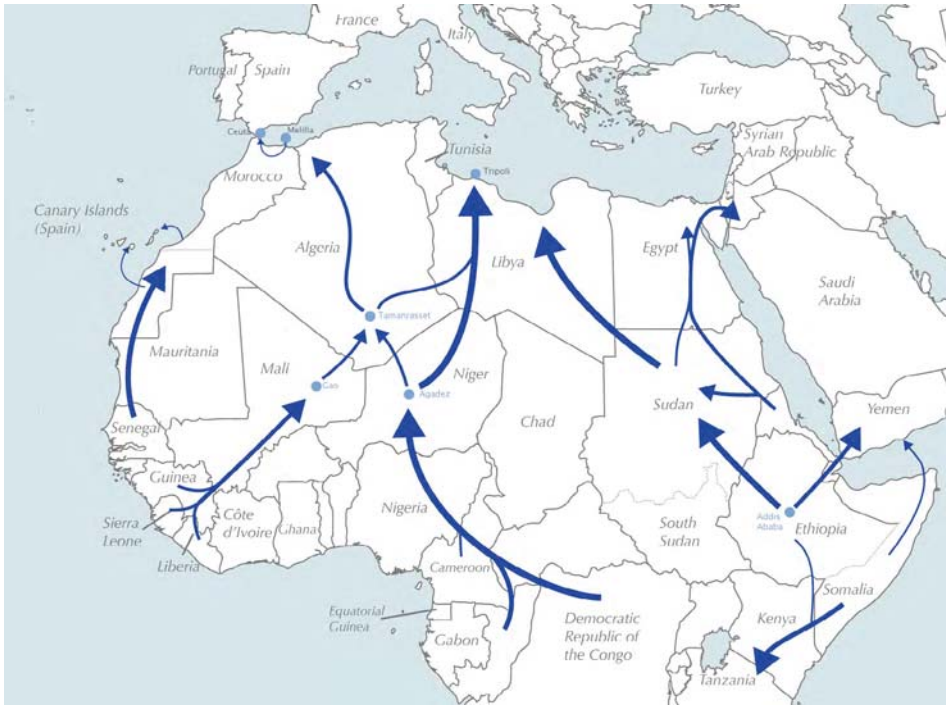 France
Italy
Portugal
Spain
Turkey
Ceuta
Melilla
Tunisia
Syrian
Arab Republic
Tripoli
Morocco
Canary Islands
(Spain)
Algeria
Libya
Egypt
Saudi
Arabia
Tamanrasset
Mauritania
Mali
Gao
Niger
Agadez
Chad
Sudan
Yemen
Senegal
Guinea
Sierra
Leone
Côte
d'Ivoire
Ghana
Nigeria
South
Sudan
Addis
Ababa
Ethiopia
Liberia
Cameroon
Somalia
Equatorial
Guinea
Gabon
Democratic
Republic of
the Congo
Kenya
Tanzania